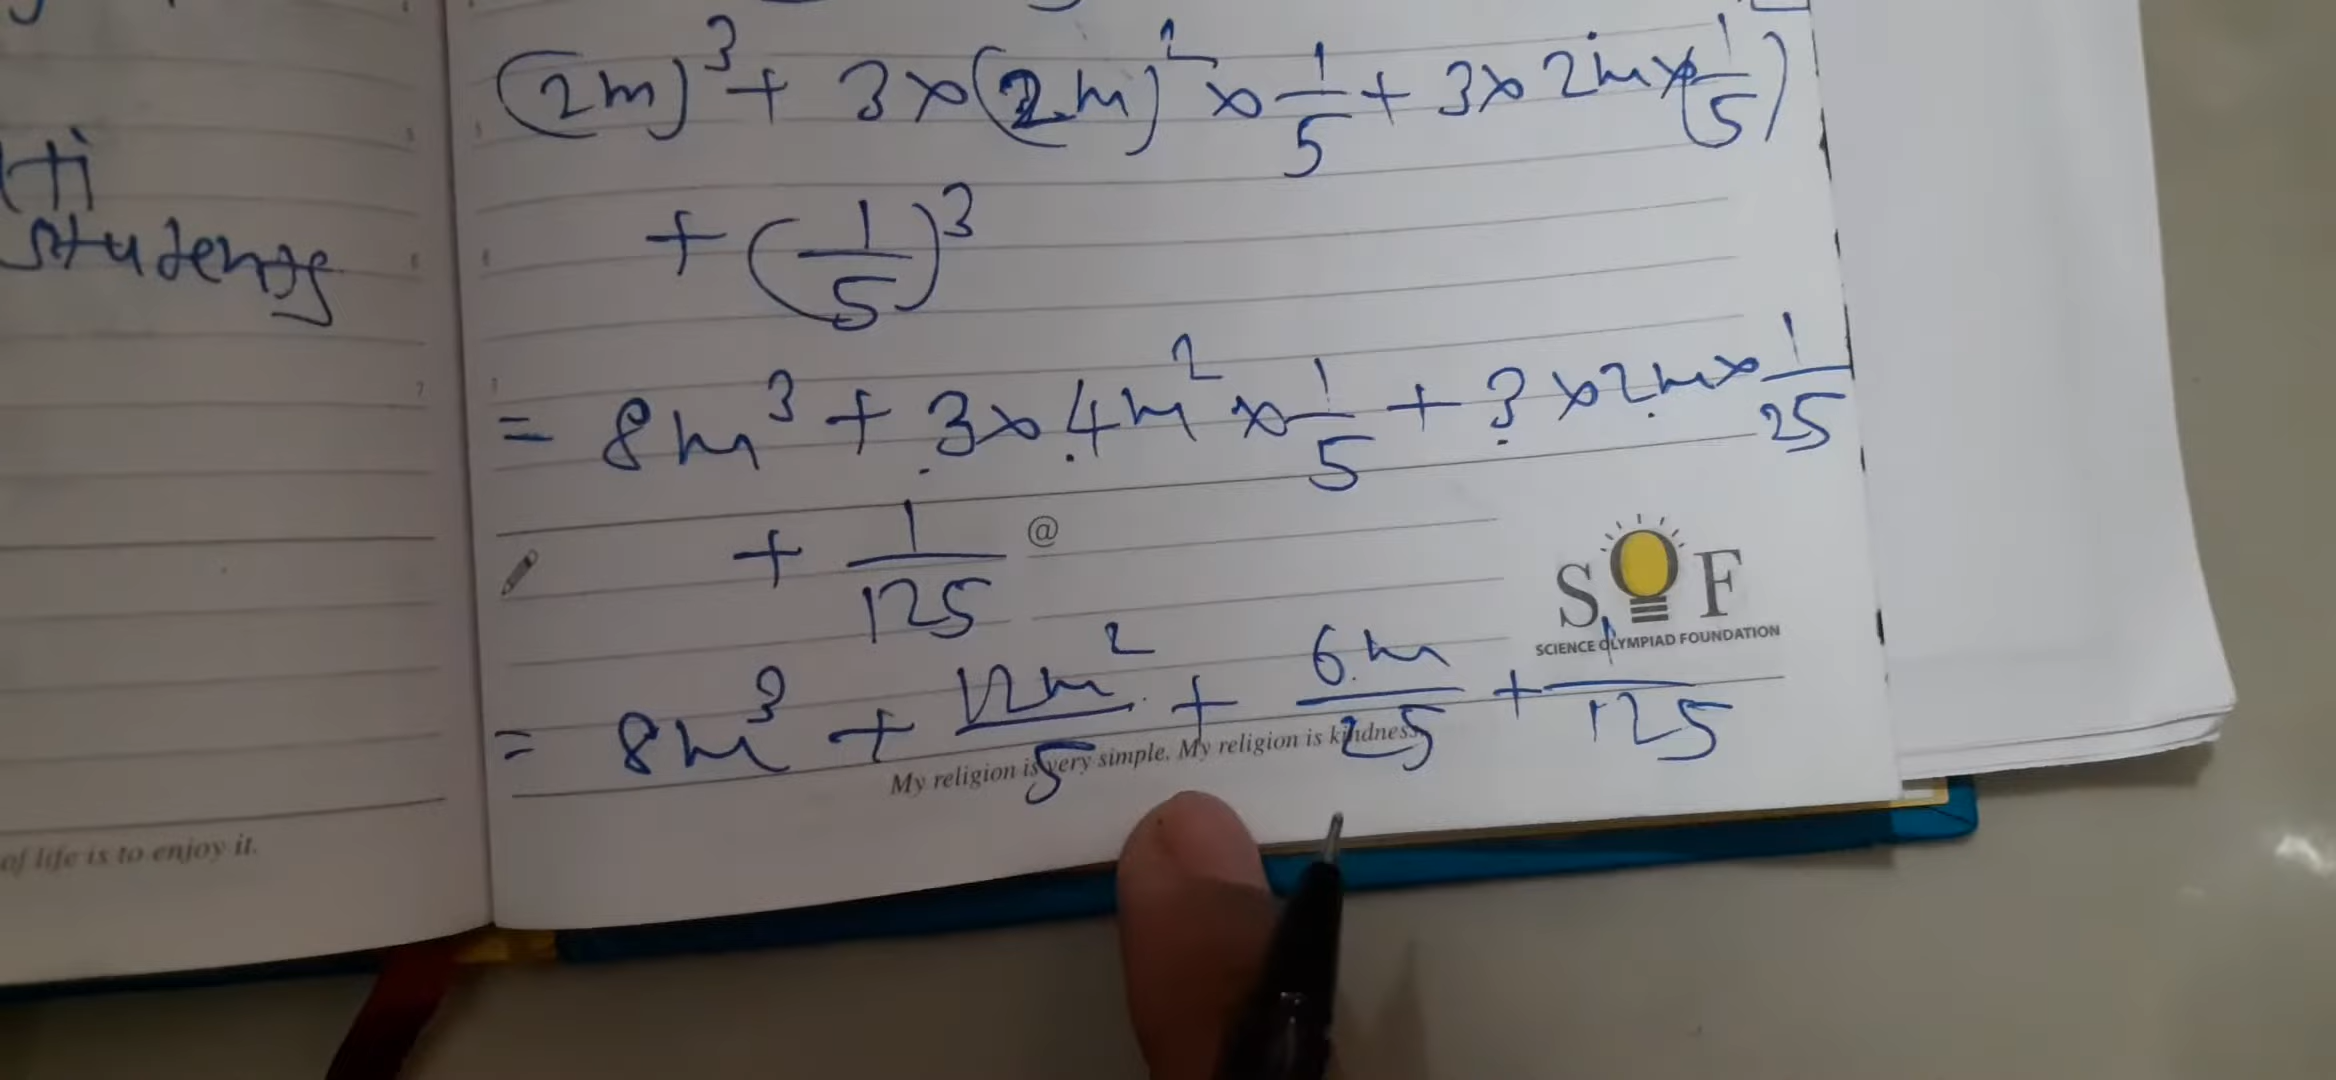 (2m)³ + 3 × (2m)² × 1/5 + 3 × 2m × (1/5)
+ (1/5)³
= 8m³ + 3 × 4m² × 1/5 + 3 × 2m × 1/25
+ 1/125
@
= 8m³ + 12m²/5 + 6m/25 + 1/125
SOF
SCIENCE OLYMPIAD FOUNDATION
My religion is very simple. My religion is kindness.
students
of life is to enjoy it.